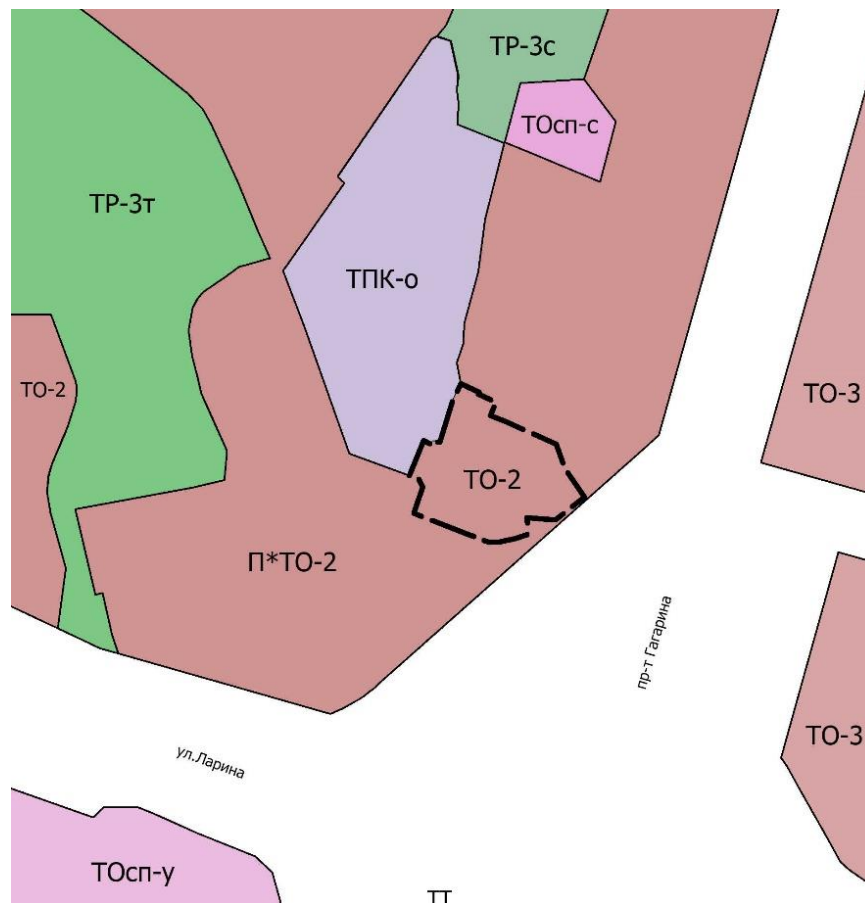 ТР-3с
ТОсп-с
ТР-3т
ТПК-о
ТО-2
ТО-3
ТО-2
П*ТО-2
пр-т Гагарина
ТО-3
ул.Ларина
ТОсп-у
ТТ